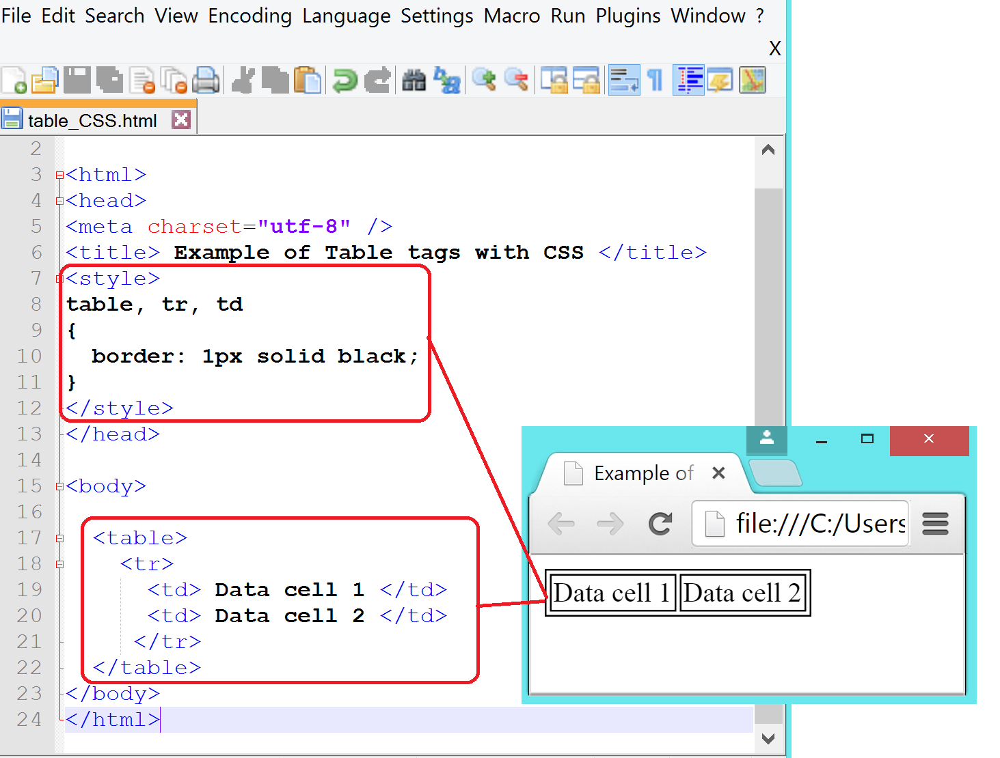 File Edit Search View Encoding Language Settings Macro Run Plugins Window ?
X
table_CSS.html
2
3 <html>
4 <head>
5 <meta charset="utf-8" />
6 <title> Example of Table tags with CSS </title>
7 <style>
8 table, tr, td
9 {
10 border: 1px solid black;
11 }
12 </style>
13 </head>
14
15 <body>
16
17 <table>
18 <tr>
19 <td> Data cell 1 </td>
20 <td> Data cell 2 </td>
21 </tr>
22 </table>
23 </body>
24 </html>
Example of
file:///C:/Users
Data cell 1 Data cell 2